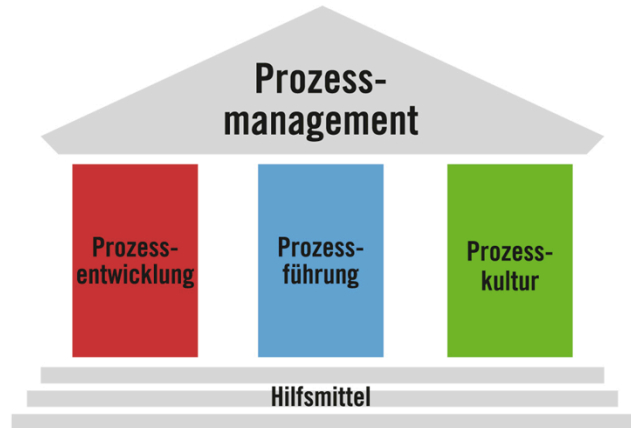 Prozess-
management
Prozess-
entwicklung
Prozess-
führung
Prozess-
kultur
Hilfsmittel